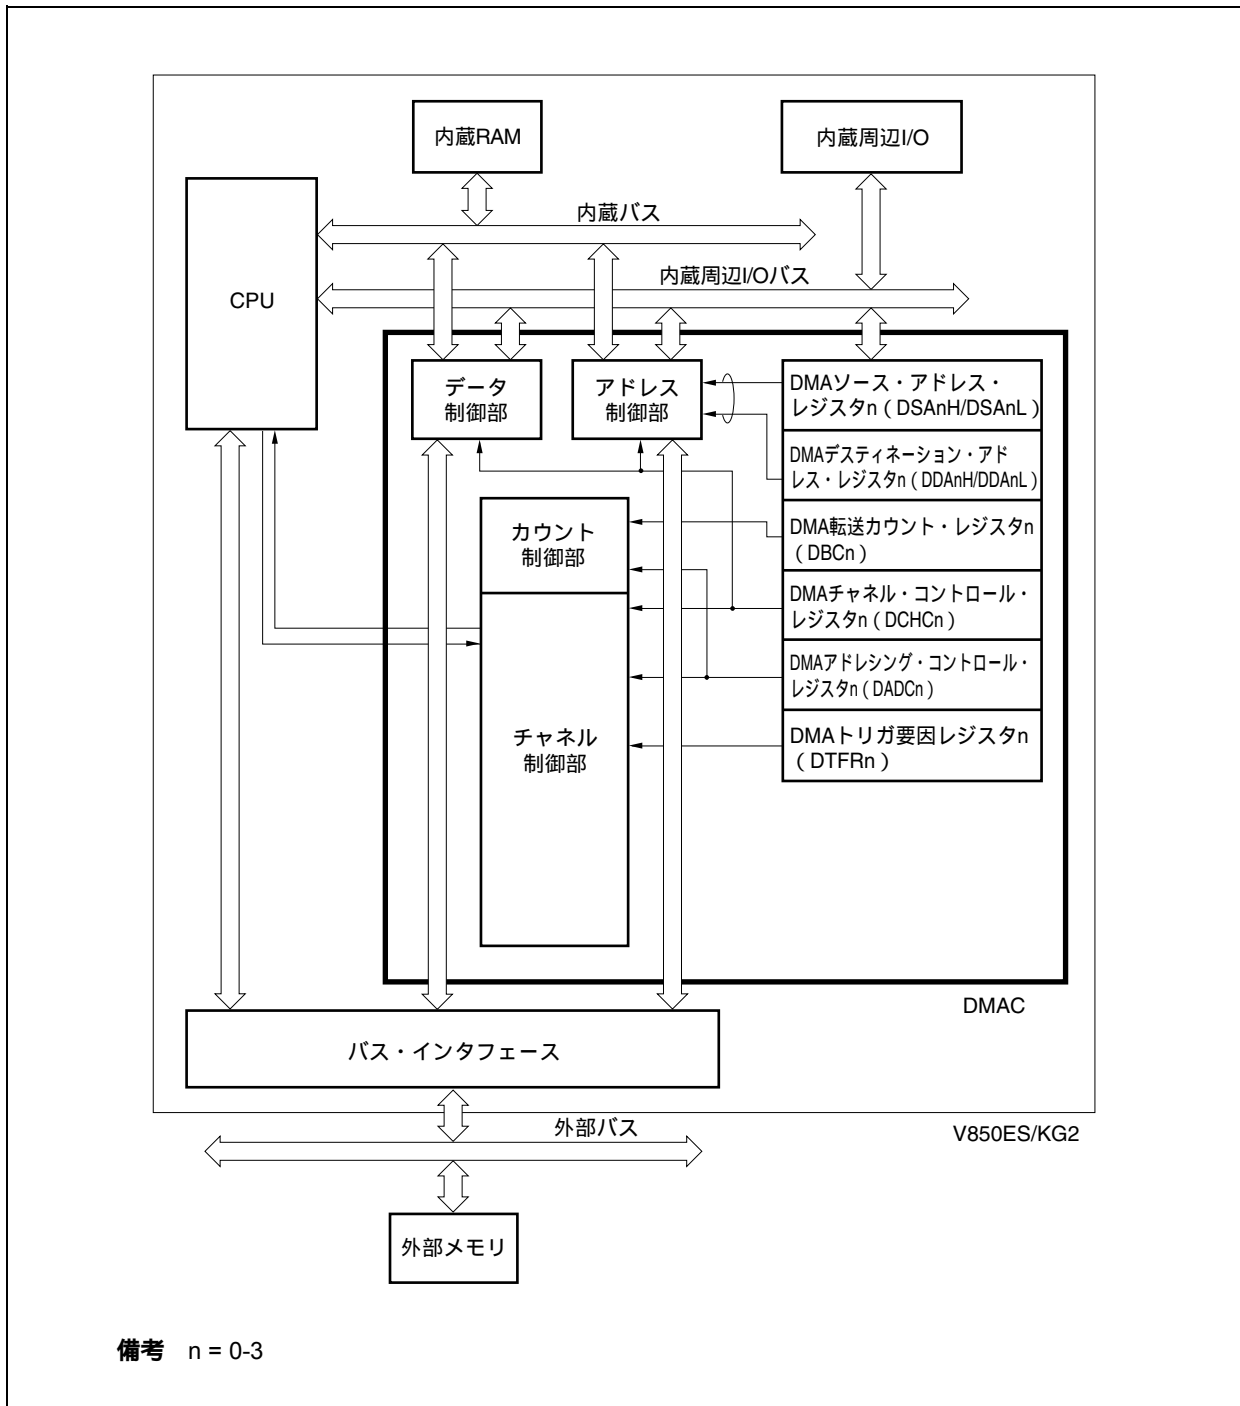 内蔵RAM
内蔵周辺I/O
内蔵バス
内蔵周辺I/Oバス
CPU
データ
制御部
アドレス
制御部
DMAソース・アドレス・
レジスタn（DSAnH/DSAnL）
DMAデスティネーション・アド
レス・レジスタn（DDAnH/DDAnL）
カウント
制御部
DMA転送カウント・レジスタn
（DBCn）
DMAチャネル・コントロール・
レジスタn（DCHCn）
DMAアドレシング・コントロール・
レジスタn（DADCn）
チャネル
制御部
DMAトリガ要因レジスタn
（DTFRn）
DMAC
バス・インタフェース
外部バス
V850ES/KG2
外部メモリ
備考 n = 0-3